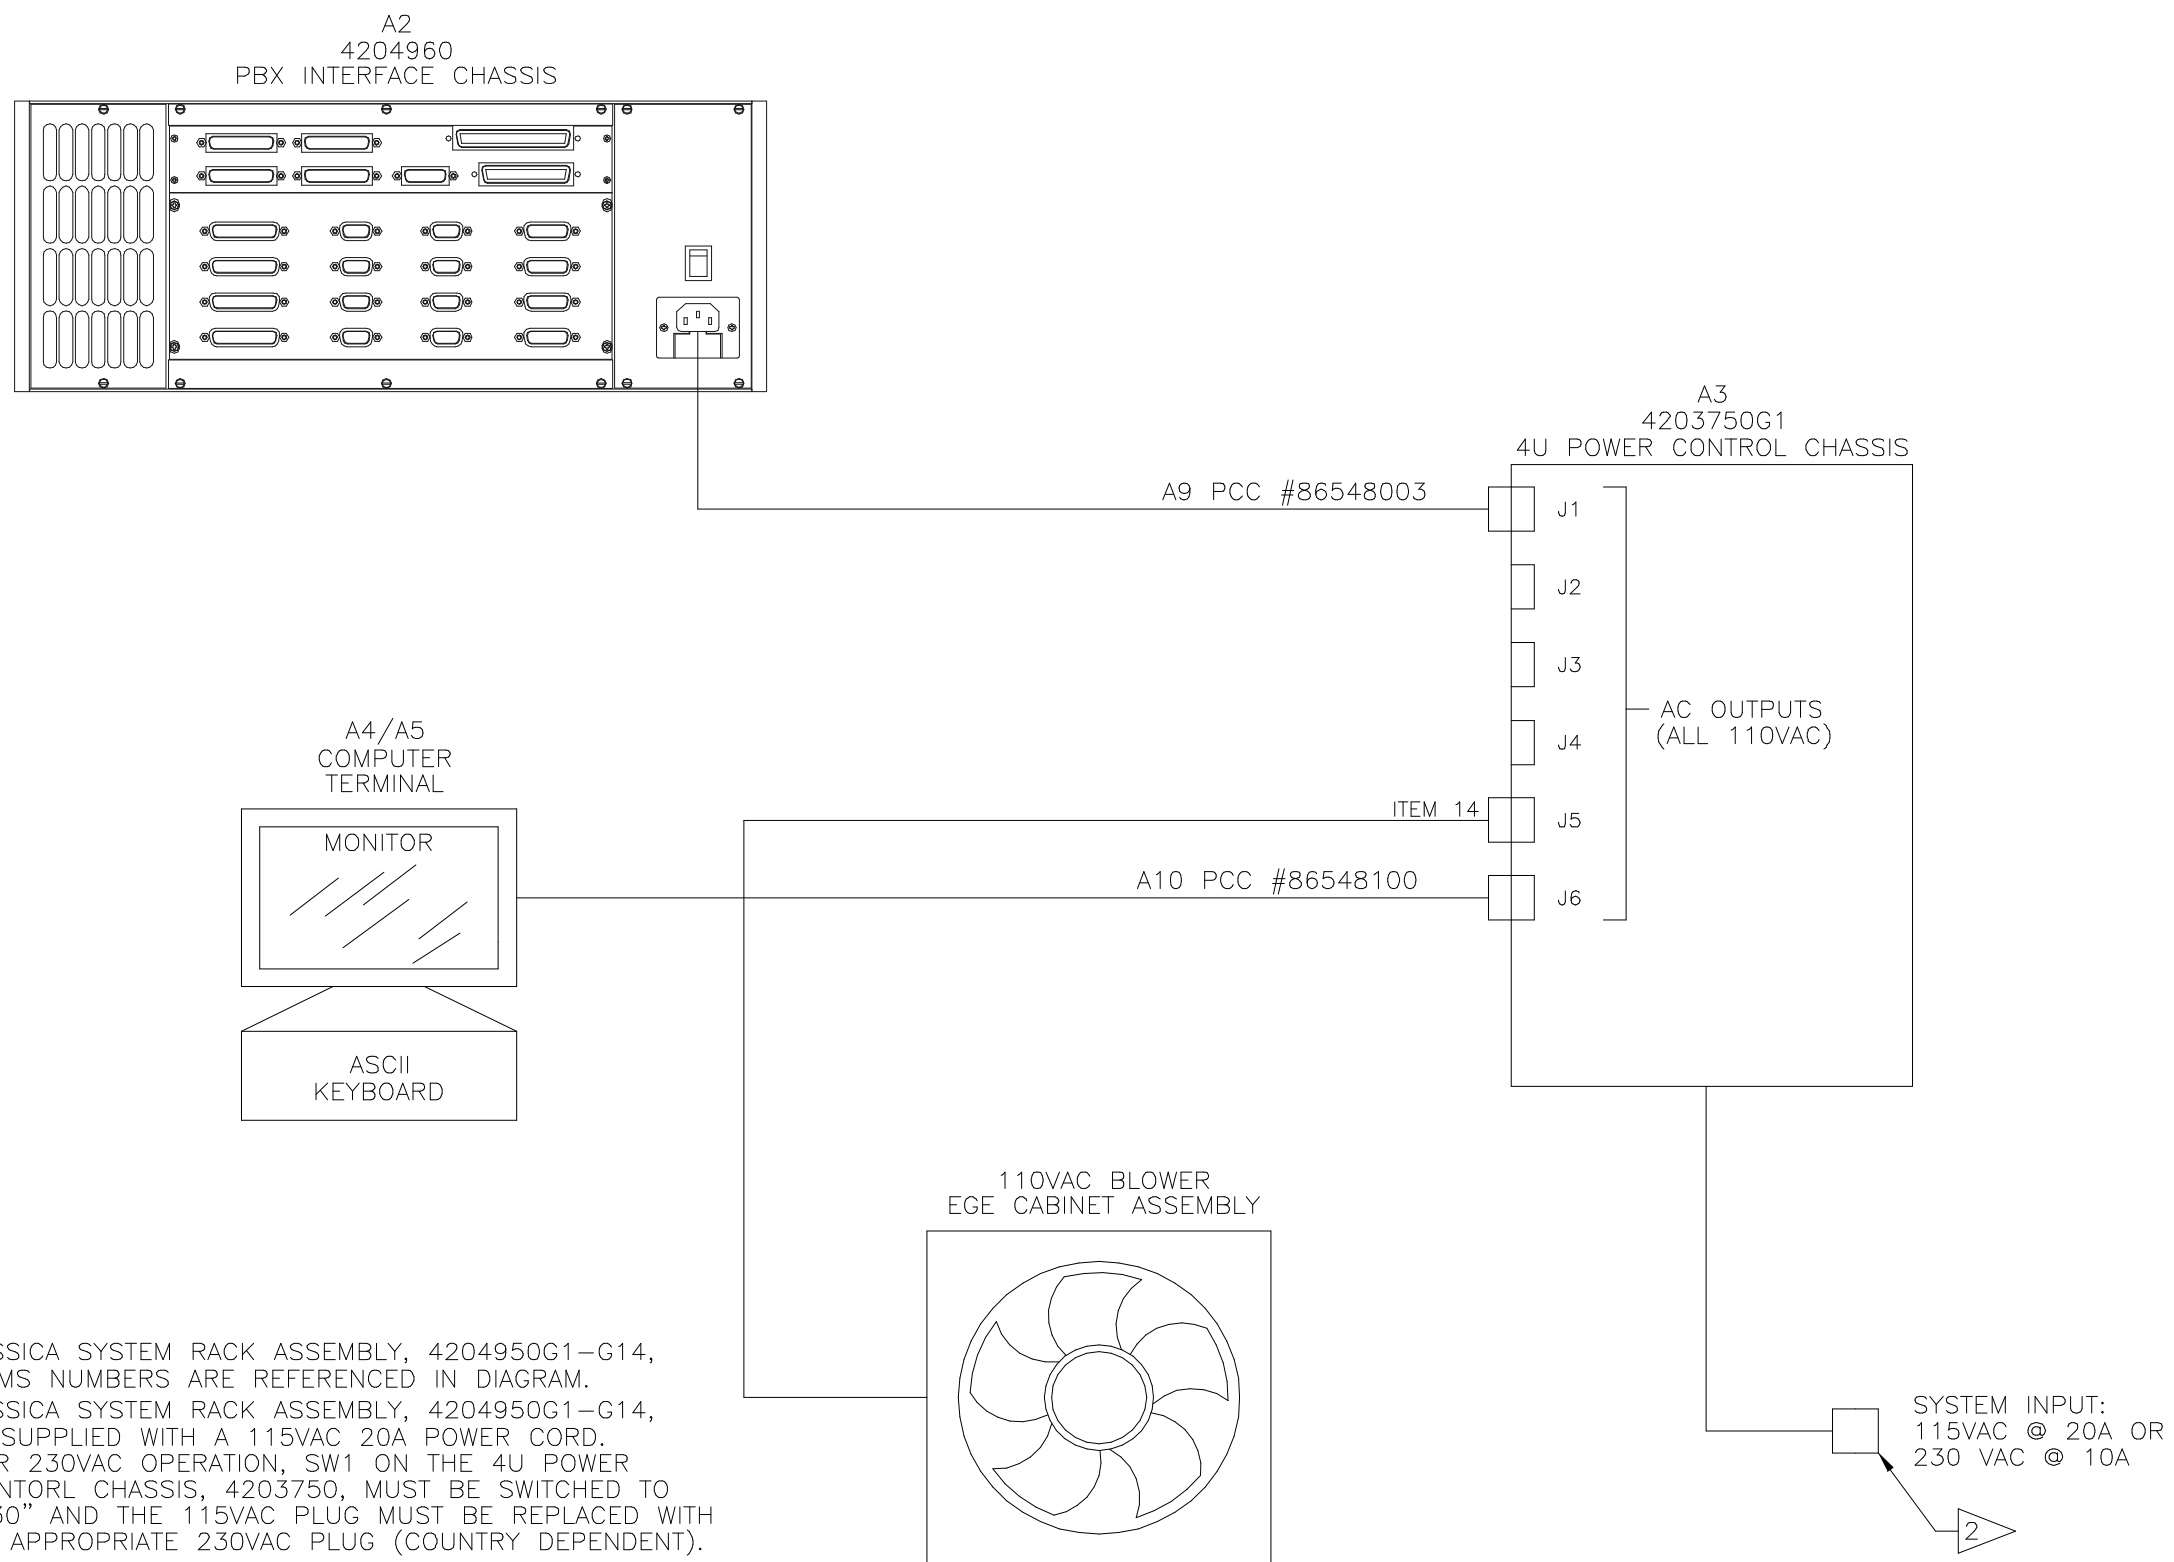 A2
4204960
PBX INTERFACE CHASSIS
A3
4203750G1
4U POWER CONTROL CHASSIS
A9 PCC #86548003
J1
J2
J3
J4
AC OUTPUTS
(ALL 110VAC)
A4/A5
COMPUTER
TERMINAL
MONITOR
ITEM 14
J5
A10 PCC #86548100
J6
ASCII
KEYBOARD
110VAC BLOWER
EGE CABINET ASSEMBLY
SSICA SYSTEM RACK ASSEMBLY, 4204950G1-G14,
MS NUMBERS ARE REFERENCED IN DIAGRAM.
SSICA SYSTEM RACK ASSEMBLY, 4204950G1-G14,
SUPPLIED WITH A 115VAC 20A POWER CORD.
R 230VAC OPERATION, SW1 ON THE 4U POWER
NTORL CHASSIS, 4203750, MUST BE SWITCHED TO
30" AND THE 115VAC PLUG MUST BE REPLACED WITH
APPROPRIATE 230VAC PLUG (COUNTRY DEPENDENT).
SYSTEM INPUT:
115VAC @ 20A OR
230 VAC @ 10A
2